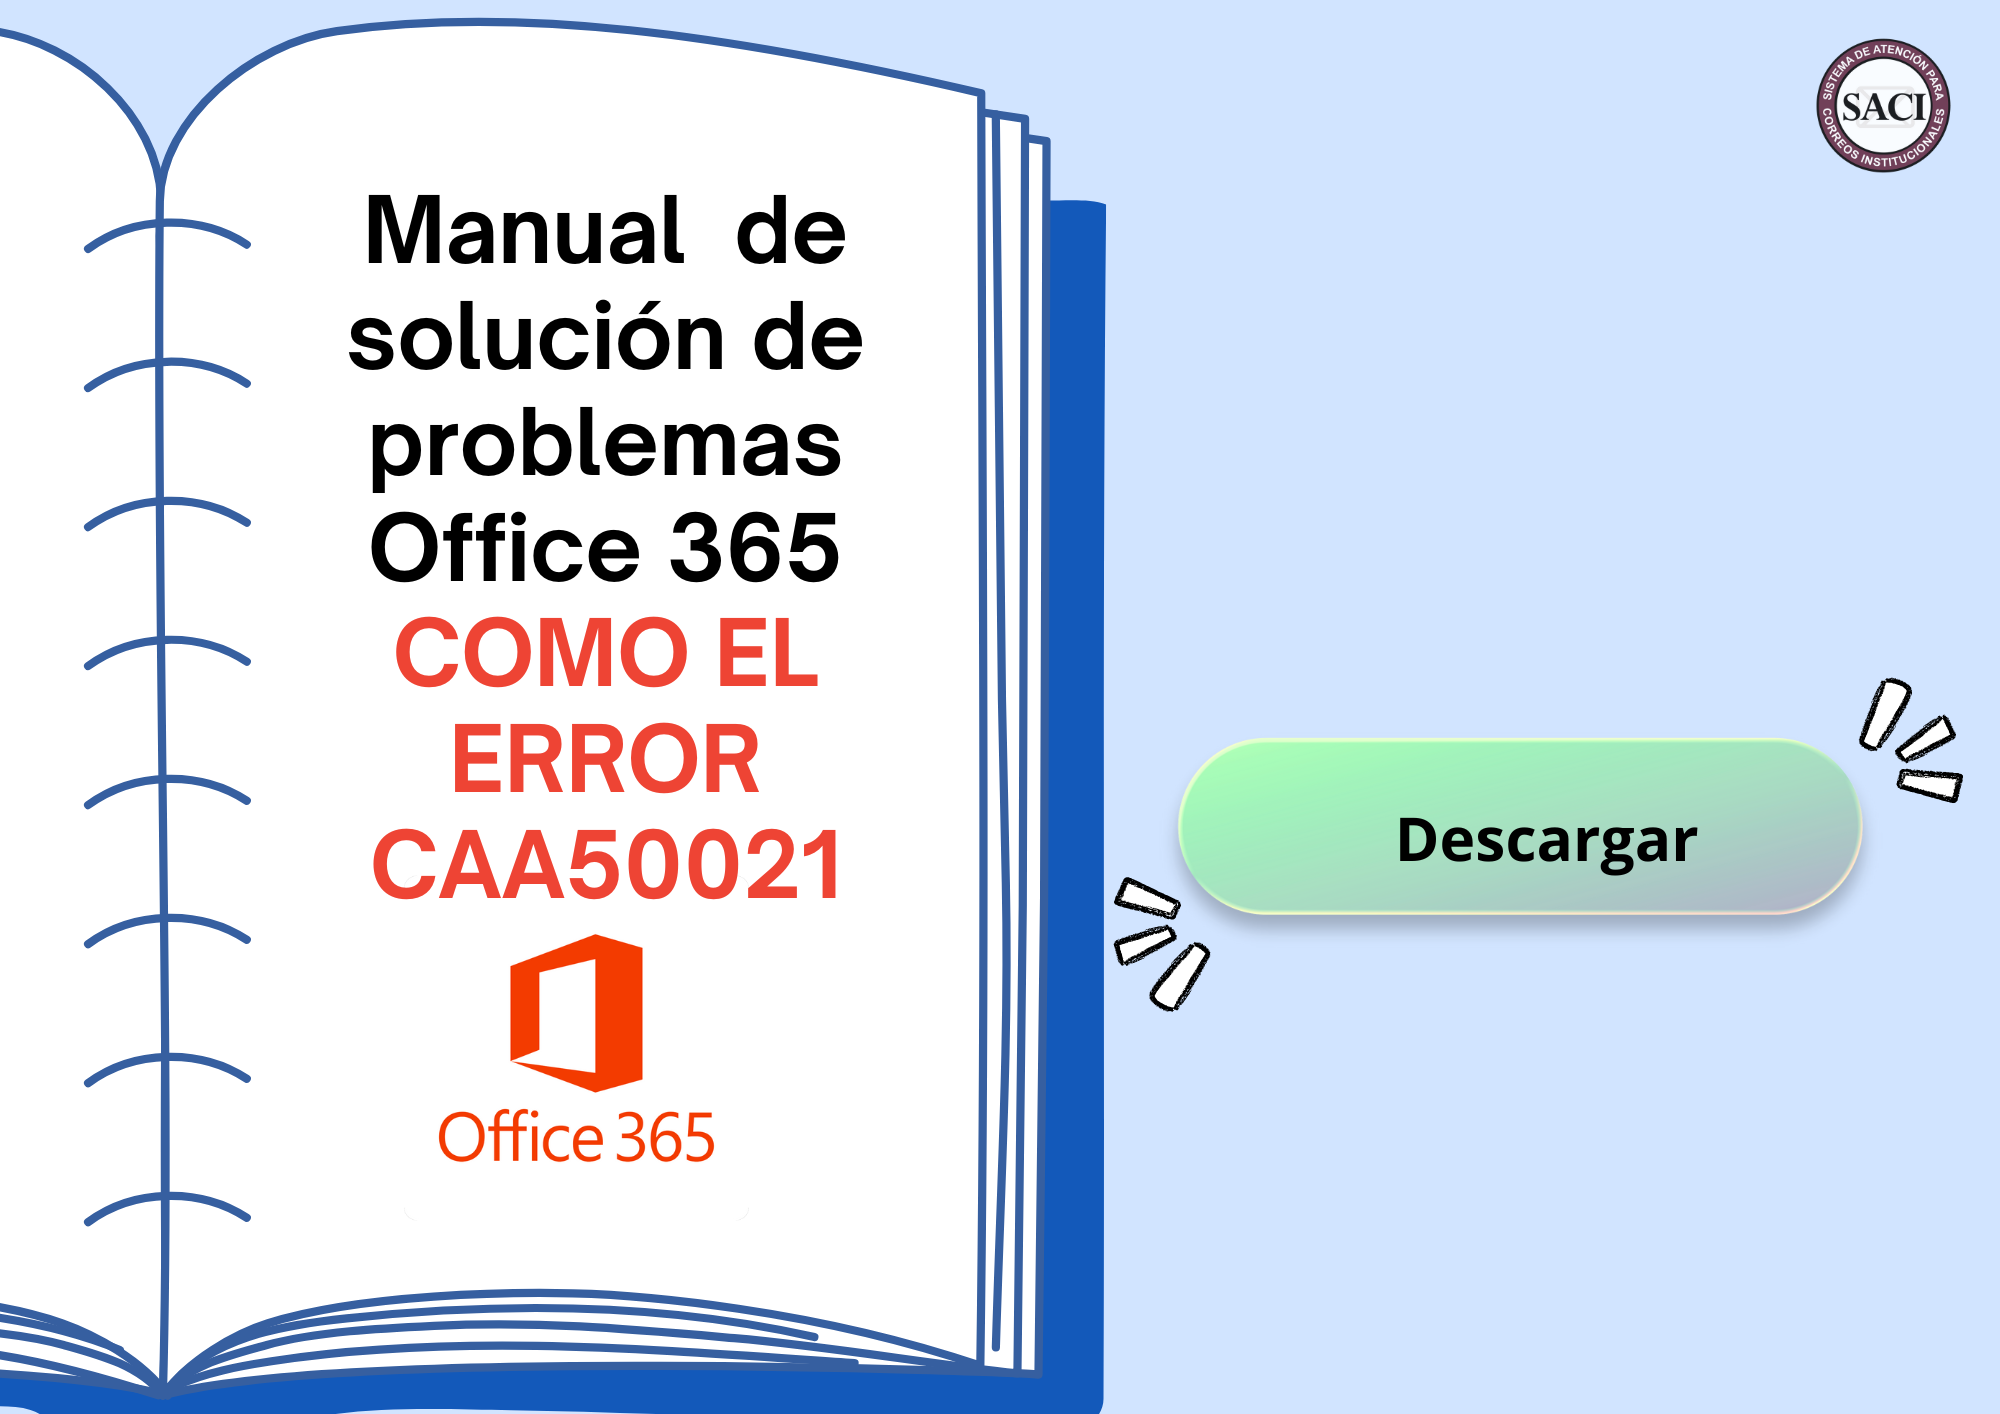 Manual de
solución de
problemas
Office 365
COMO EL
ERROR
CAA50021
Office 365
SISTEMA DE ATENCIÓN PARA
SACI
CORREOS INSTITUCIONALES
Descargar